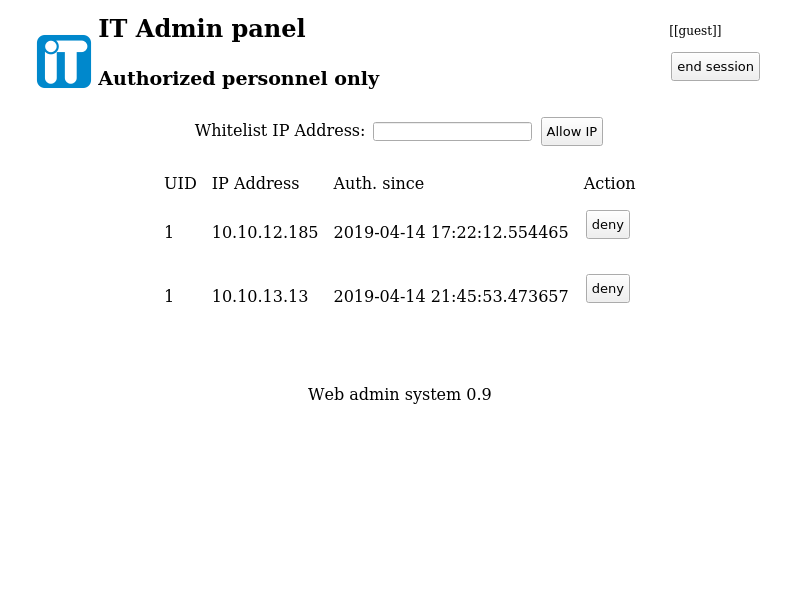 IT Admin panel
[[guest]]
iT
Authorized personnel only
end session
Whitelist IP Address:
Allow IP
UID IP Address Auth. since Action
1 10.10.12.185 2019-04-14 17:22:12.554465 deny
1 10.10.13.13 2019-04-14 21:45:53.473657 deny
Web admin system 0.9